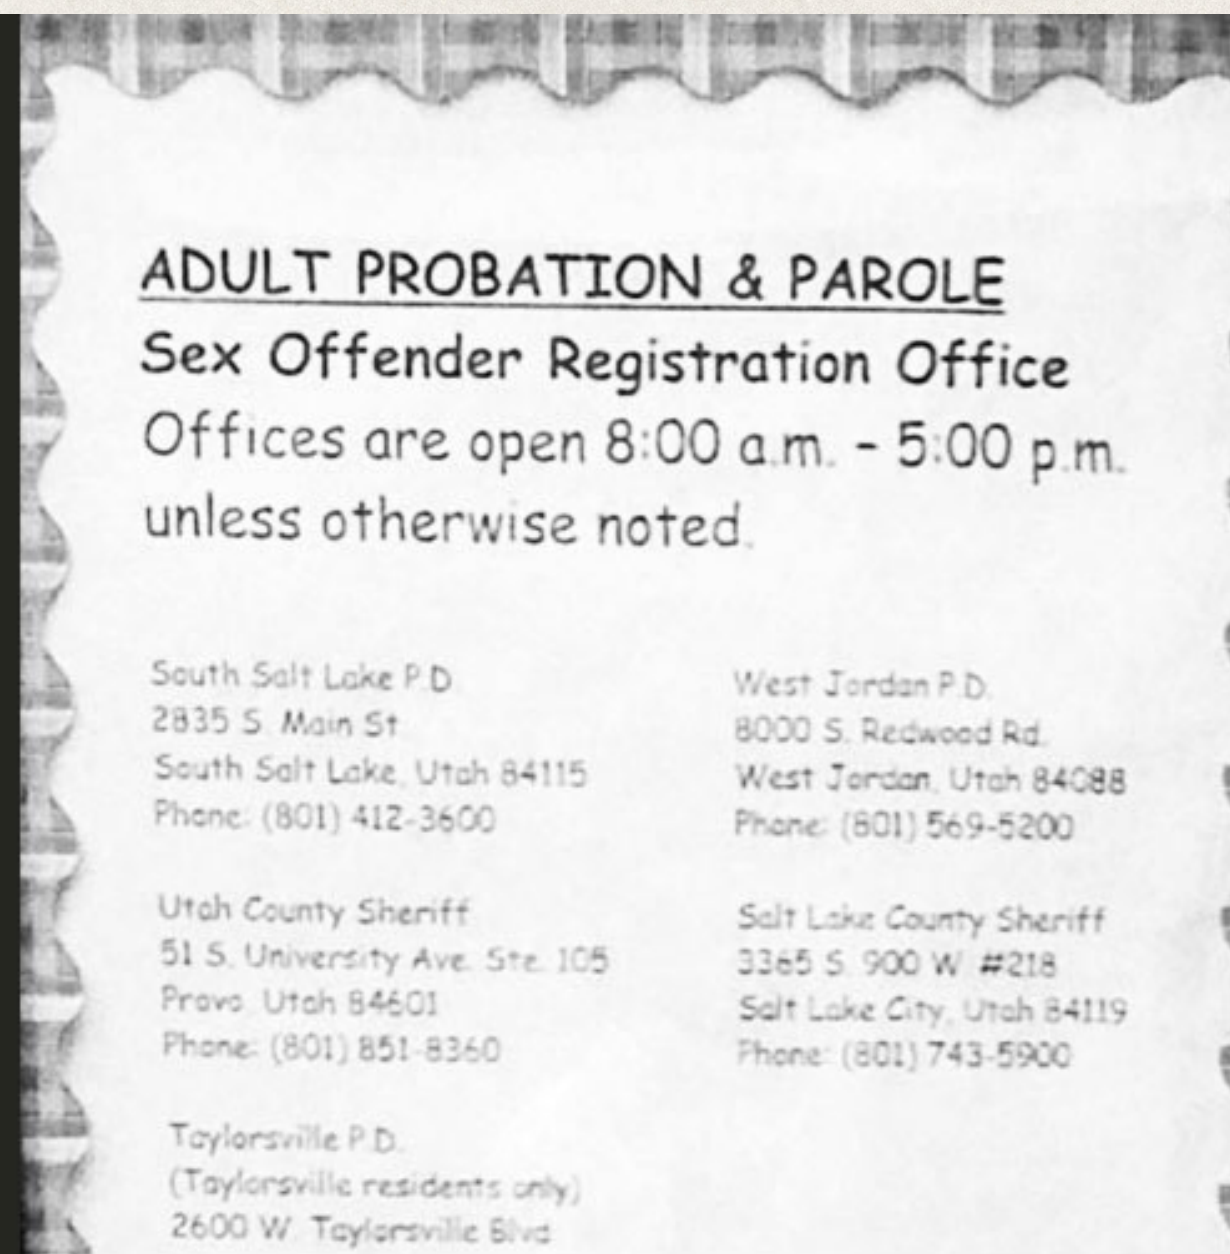 ADULT PROBATION & PAROLE
Sex Offender Registration Office
Offices are open 8:00 a.m. - 5:00 p.m.
unless otherwise noted.
South Salt Lake P.D.
2835 S. Main St.
South Salt Lake, Utah 84115
Phone: (801) 412-3600
West Jordan P.D.
8000 S. Redwood Rd.
West Jordan, Utah 84088
Phone: (801) 569-5200
Utah County Sheriff
51 S. University Ave. Ste. 105
Provo, Utah 84601
Phone: (801) 851-8360
Salt Lake County Sheriff
3365 S. 900 W. #218
Salt Lake City, Utah 84119
Phone: (801) 743-5900
Taylorsville P.D.
(Taylorsville residents only)
2600 W. Taylorsville Blvd